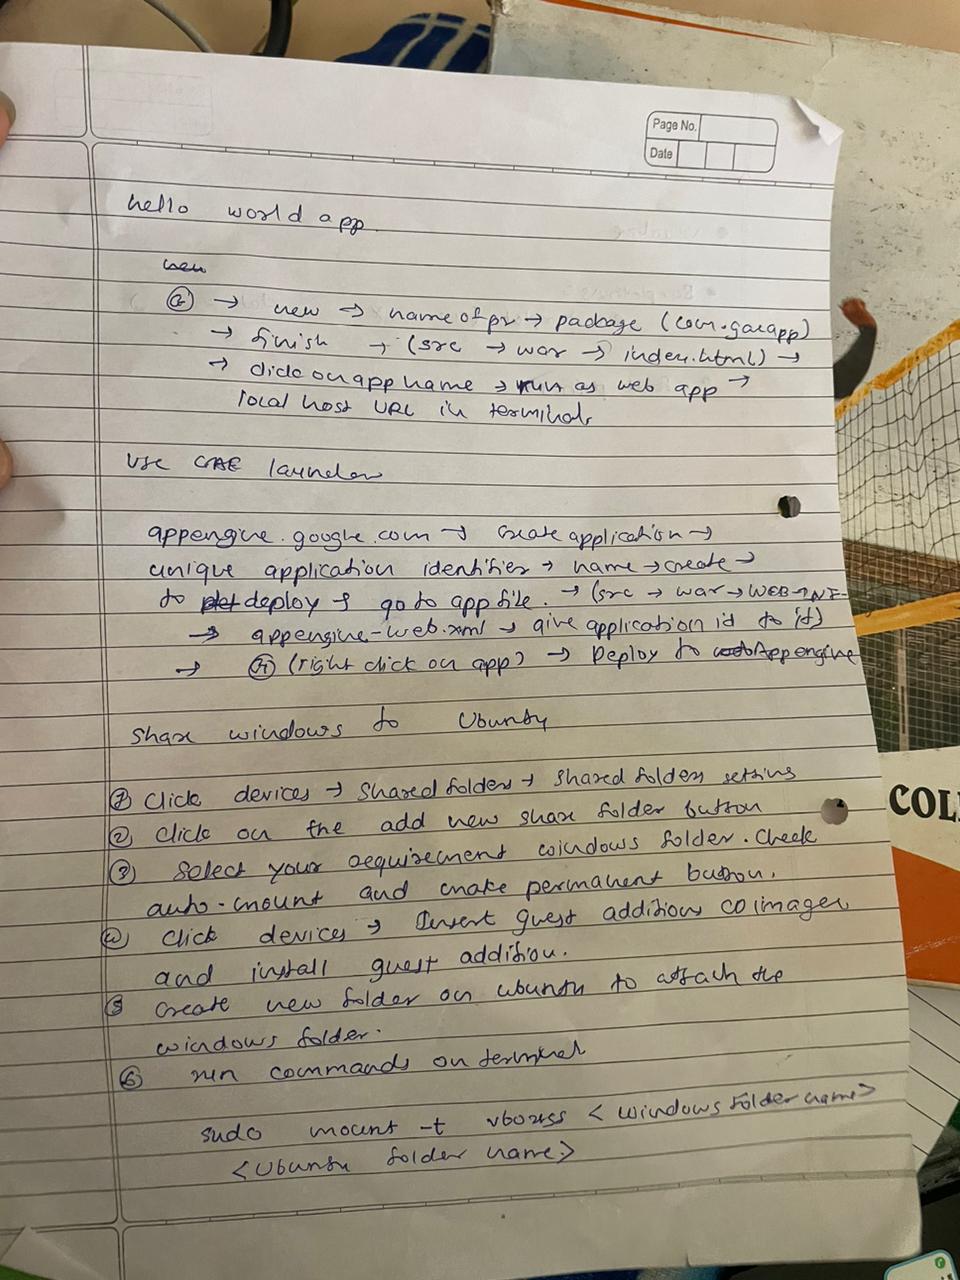 Page No.
Date
hello world app
new
G → new → name of pr → package (com.gaeapp)
→ finish → (src → war → index.html) →
→ click on app name → run as web app →
local host URL in terminal
Use GAE launcher
appengine.google.com → create application →
unique application identifier → name → create →
to deploy → go to app file. → (src → war → WEB-INF-
→ appengine-web.xml → give application id to it)
→ (right click on app) → Deploy to App engine
Share windows to Ubuntu
① Click devices → shared folders → shared folders settins
② Click on the add new share folder button
③ Select your requirement windows folder. Check
auto-mount and make permanent button.
④ Click devices → Insert guest additions CD images
and install guest addition.
⑤ Create new folder on ubuntu to attach the
windows folder.
⑥ run commands on terminal
sudo mount -t vboxsf < windows folder name>
<Ubuntu folder name>
COL